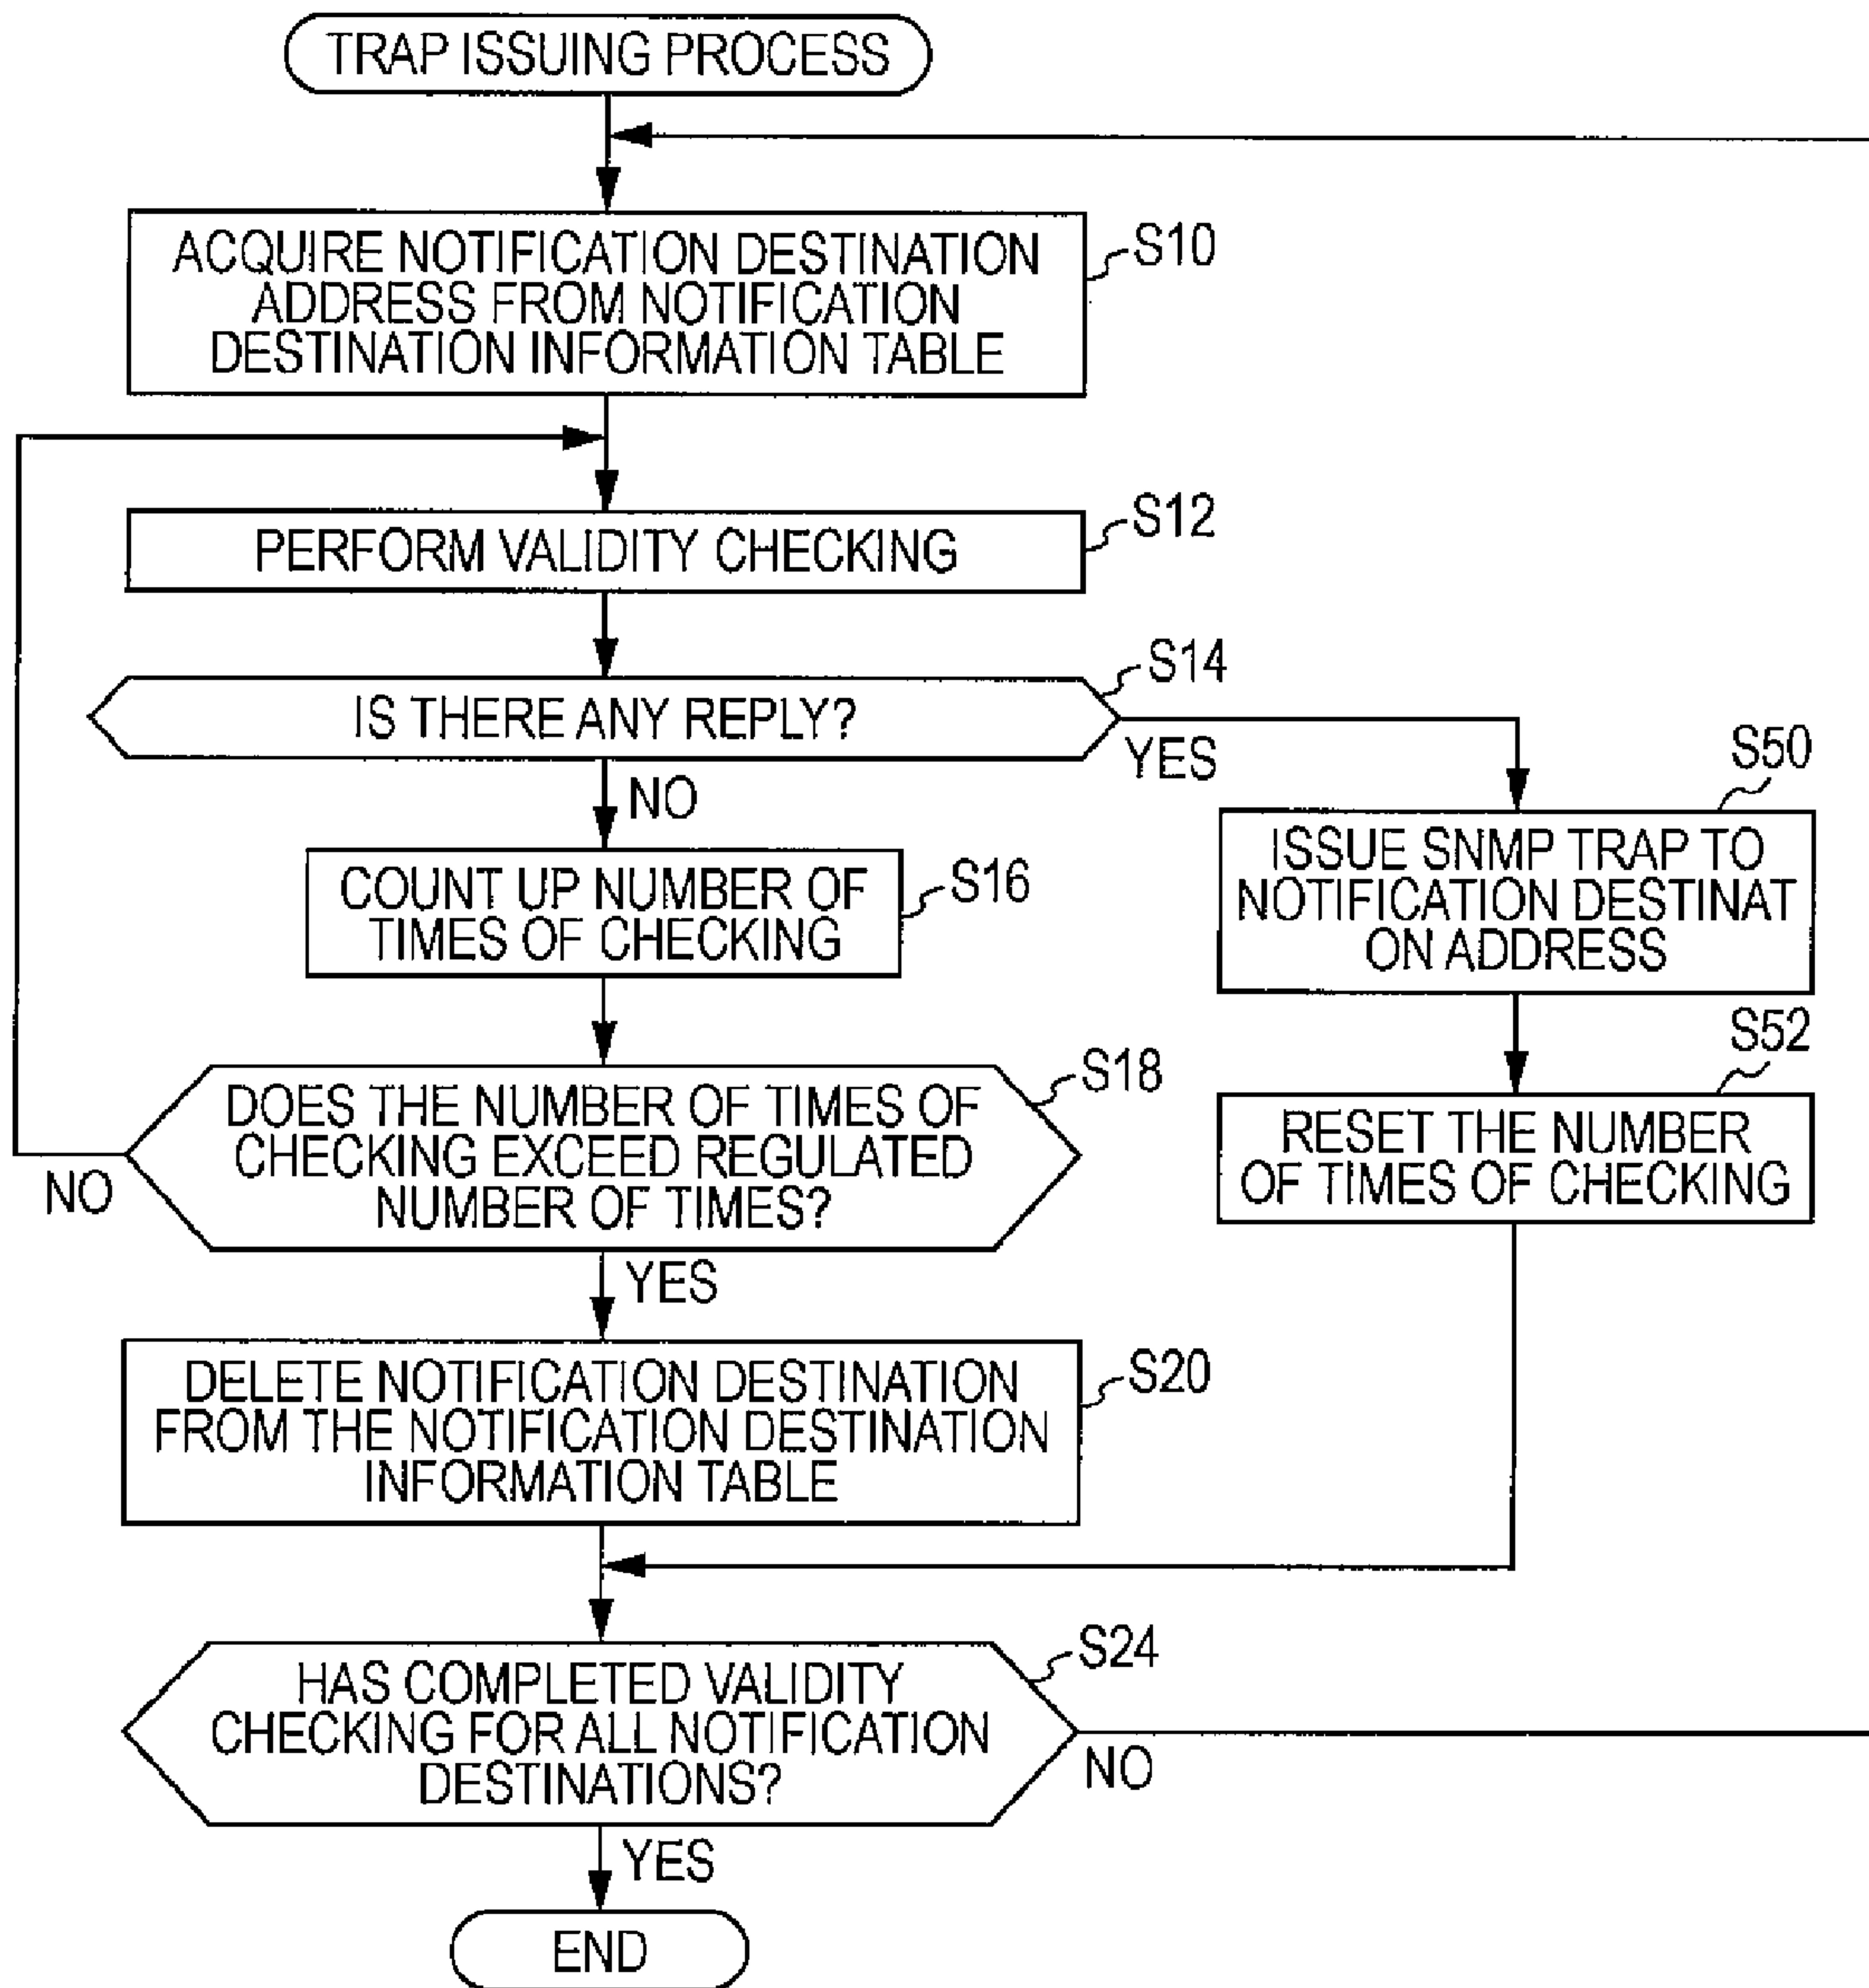 TRAP ISSUING PROCESS
ACQUIRE NOTIFICATION DESTINATION
ADDRESS FROM NOTIFICATION
DESTINATION INFORMATION TABLE
S10
PERFORM VALIDITY CHECKING
S12
IS THERE ANY REPLY?
S14
YES
NO
COUNT UP NUMBER OF
TIMES OF CHECKING
S16
S50
ISSUE SNMP TRAP TO
NOTIFICATION DESTINAT
ON ADDRESS
DOES THE NUMBER OF TIMES OF
CHECKING EXCEED REGULATED
NUMBER OF TIMES?
S18
NO
YES
S52
RESET THE NUMBER
OF TIMES OF CHECKING
DELETE NOTIFICATION DESTINATION
FROM THE NOTIFICATION DESTINATION
INFORMATION TABLE
S20
HAS COMPLETED VALIDITY
CHECKING FOR ALL NOTIFICATION
DESTINATIONS?
S24
NO
YES
END